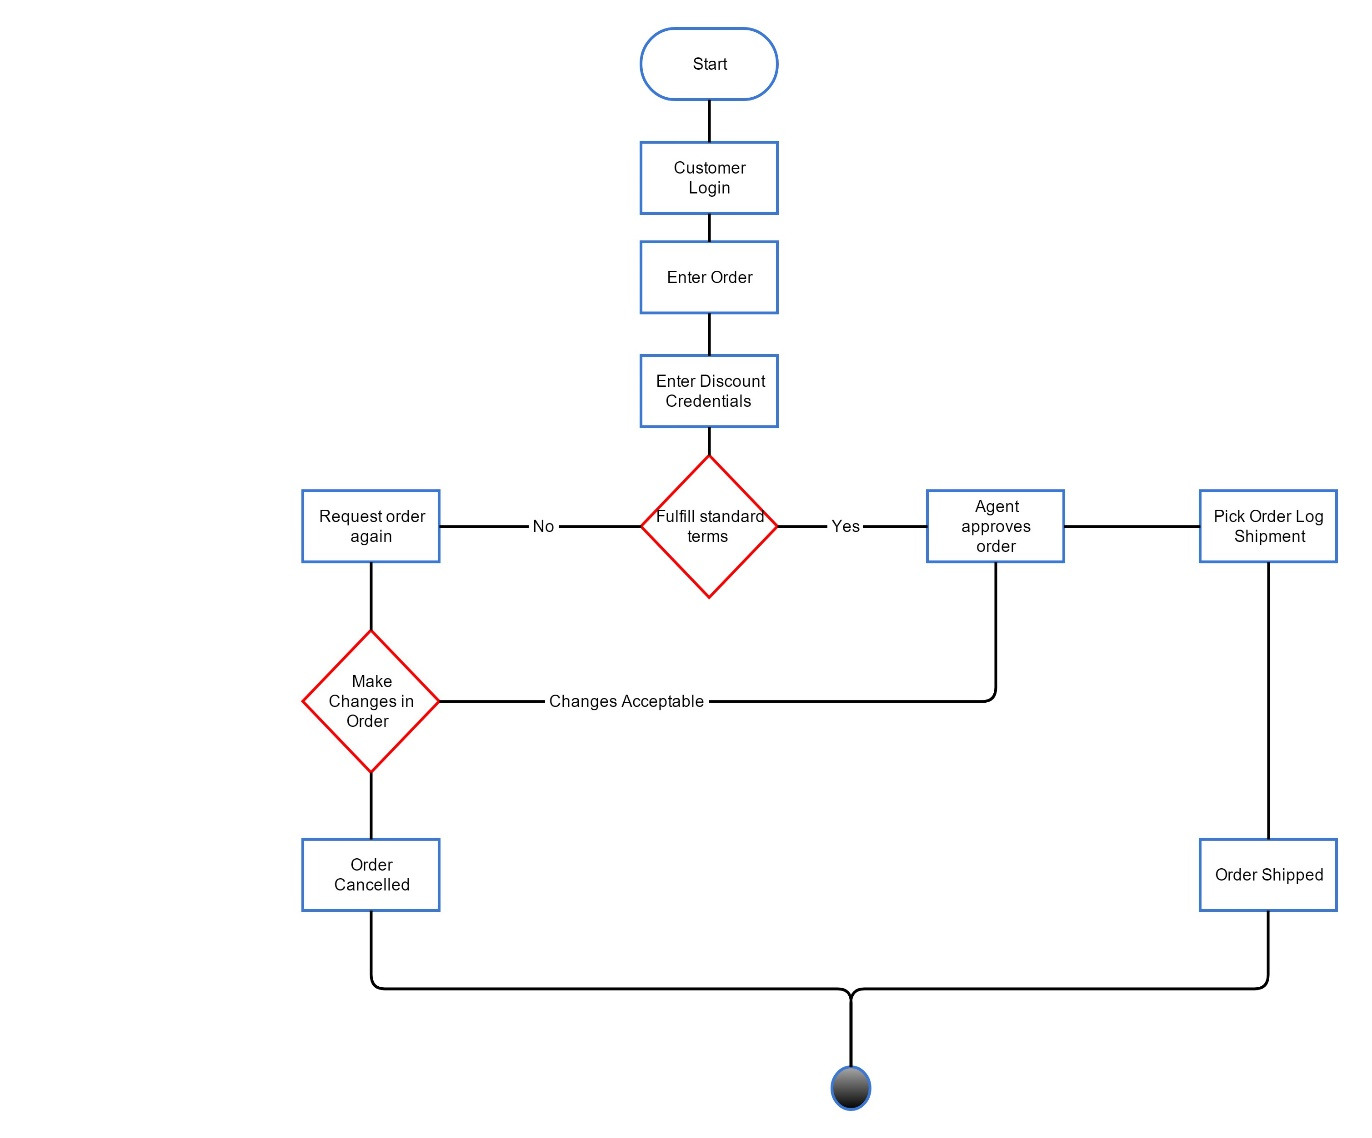 Start
Customer
Login
Enter Order
Enter Discount
Credentials
Request order
again
No
Fulfill standard
terms
Yes
Agent
approves
order
Pick Order Log
Shipment
Make
Changes in
Order
Changes Acceptable
Order
Cancelled
Order Shipped